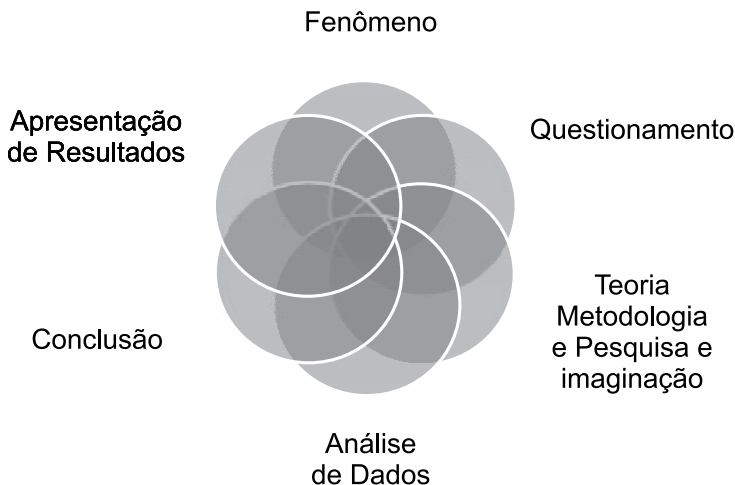 Fenômeno
Questionamento
Teoria
Metodologia
e Pesquisa e
imaginação
Análise
de Dados
Conclusão
Apresentação
de Resultados